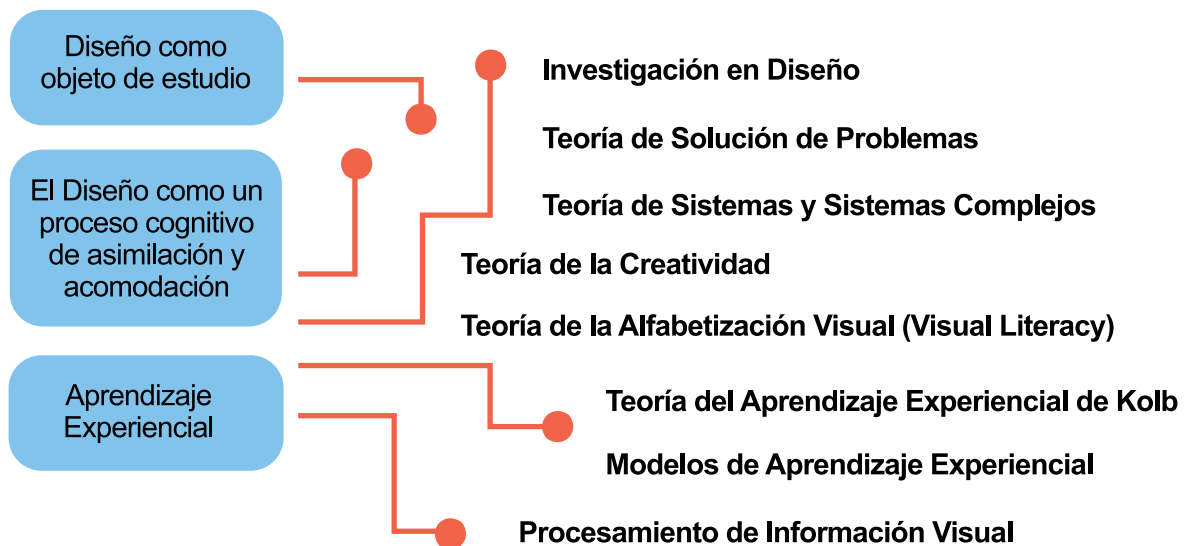 Diseño como
objeto de estudio
El Diseño como un
proceso cognitivo
de asimilación y
acomodación
Aprendizaje
Experiencial
Investigación en Diseño
Teoría de Solución de Problemas
Teoría de Sistemas y Sistemas Complejos
Teoría de la Creatividad
Teoría de la Alfabetización Visual (Visual Literacy)
Teoría del Aprendizaje Experiencial de Kolb
Modelos de Aprendizaje Experiencial
Procesamiento de Información Visual